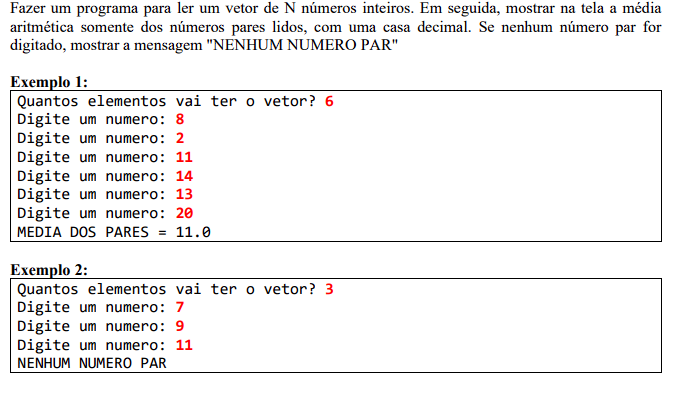 Fazer um programa para ler um vetor de N números inteiros. Em seguida, mostrar na tela a média
aritmética somente dos números pares lidos, com uma casa decimal. Se nenhum número par for
digitado, mostrar a mensagem "NENHUM NUMERO PAR"
Exemplo 1:
Quantos elementos vai ter o vetor? 6
Digite um numero: 8
Digite um numero: 2
Digite um numero: 11
Digite um numero: 14
Digite um numero: 13
Digite um numero: 20
MEDIA DOS PARES = 11.0
Exemplo 2:
Quantos elementos vai ter o vetor? 3
Digite um numero: 7
Digite um numero: 9
Digite um numero: 11
NENHUM NUMERO PAR